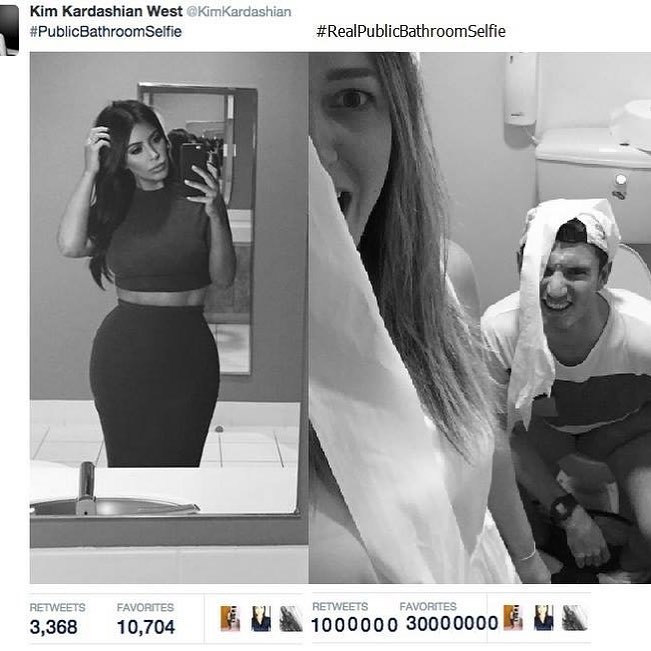 Kim Kardashian West @KimKardashian
#PublicBathroomSelfie
#RealPublicBathroomSelfie
RETWEETS FAVORITES
3,368 10,704
RETWEETS FAVORITES
1000000 30000000